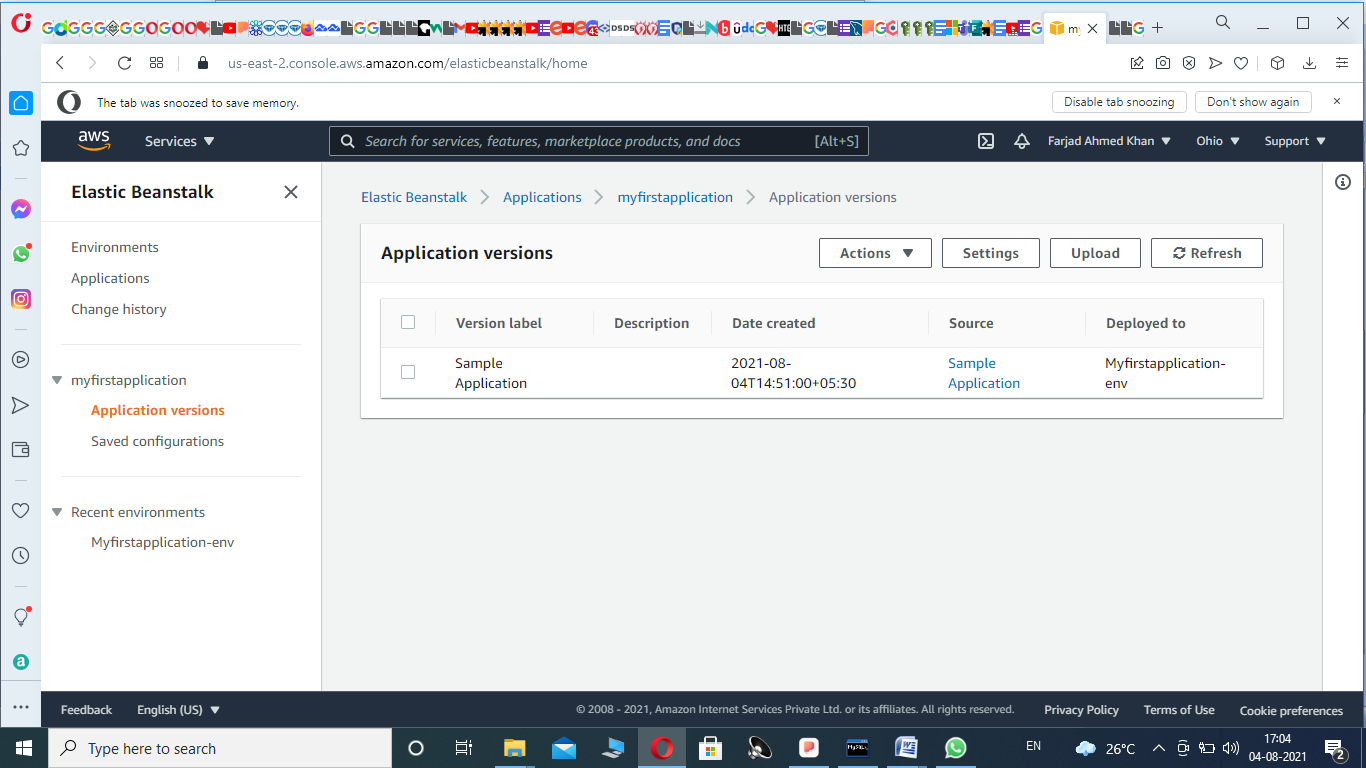 us-east-2.console.aws.amazon.com/elasticbeanstalk/home
The tab was snoozed to save memory.
Disable tab snoozing
Don't show again
aws
Services
Search for services, features, marketplace products, and docs
[Alt+S]
Farjad Ahmed Khan
Ohio
Support
Elastic Beanstalk
Environments
Applications
Change history
myfirstapplication
Application versions
Saved configurations
Recent environments
Myfirstapplication-env
Elastic Beanstalk
Applications
myfirstapplication
Application versions
Application versions
Actions
Settings
Upload
Refresh
Version label
Description
Date created
Source
Deployed to
Sample
Application
2021-08-
04T14:51:00+05:30
Sample
Application
Myfirstapplication-
env
Feedback
English (US)
© 2008 - 2021, Amazon Internet Services Private Ltd. or its affiliates. All rights reserved.
Privacy Policy
Terms of Use
Cookie preferences
Type here to search
EN
26°C
17:04
04-08-2021
2